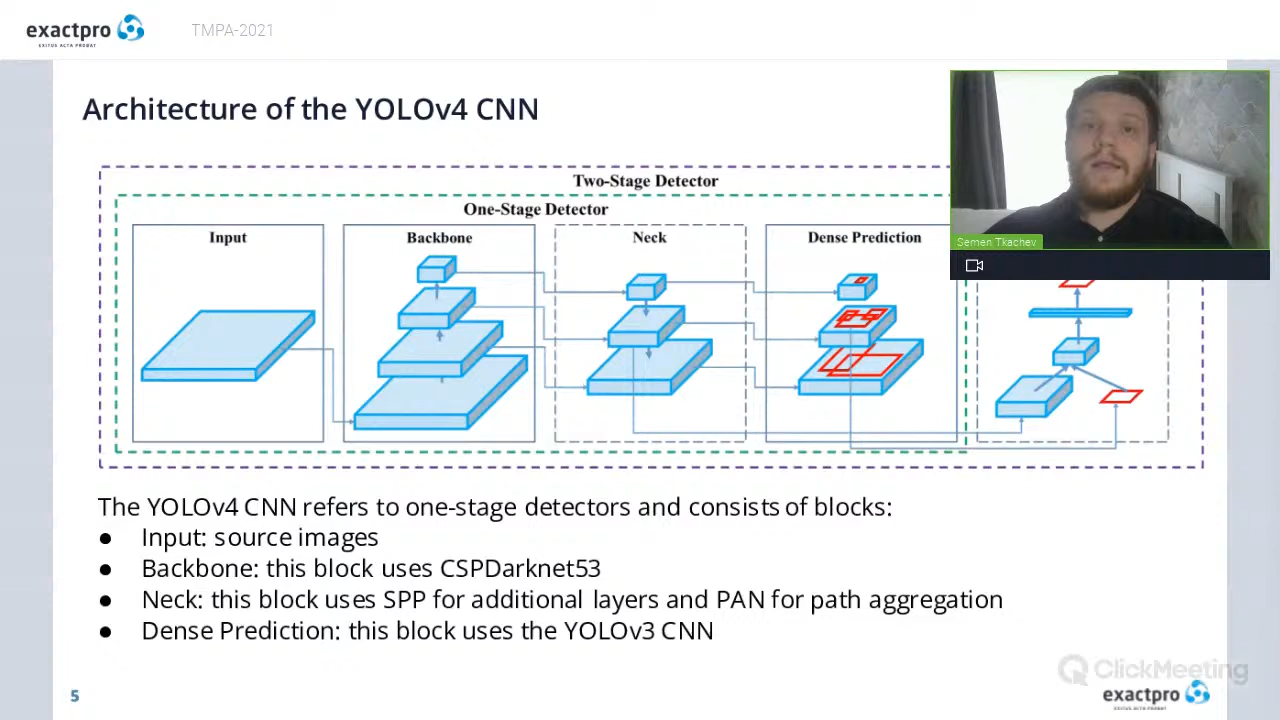 exactpro
EXITUS ACTA PROBAT
TMPA-2021
Architecture of the YOLOv4 CNN
Two-Stage Detector
One-Stage Detector
Input
Backbone
Neck
Dense Prediction
Semen Tkachev
The YOLOv4 CNN refers to one-stage detectors and consists of blocks:
● Input: source images
● Backbone: this block uses CSPDarknet53
● Neck: this block uses SPP for additional layers and PAN for path aggregation
● Dense Prediction: this block uses the YOLOv3 CNN
5
ClickMeeting
exactpro
EXITUS ACTA PROBAT